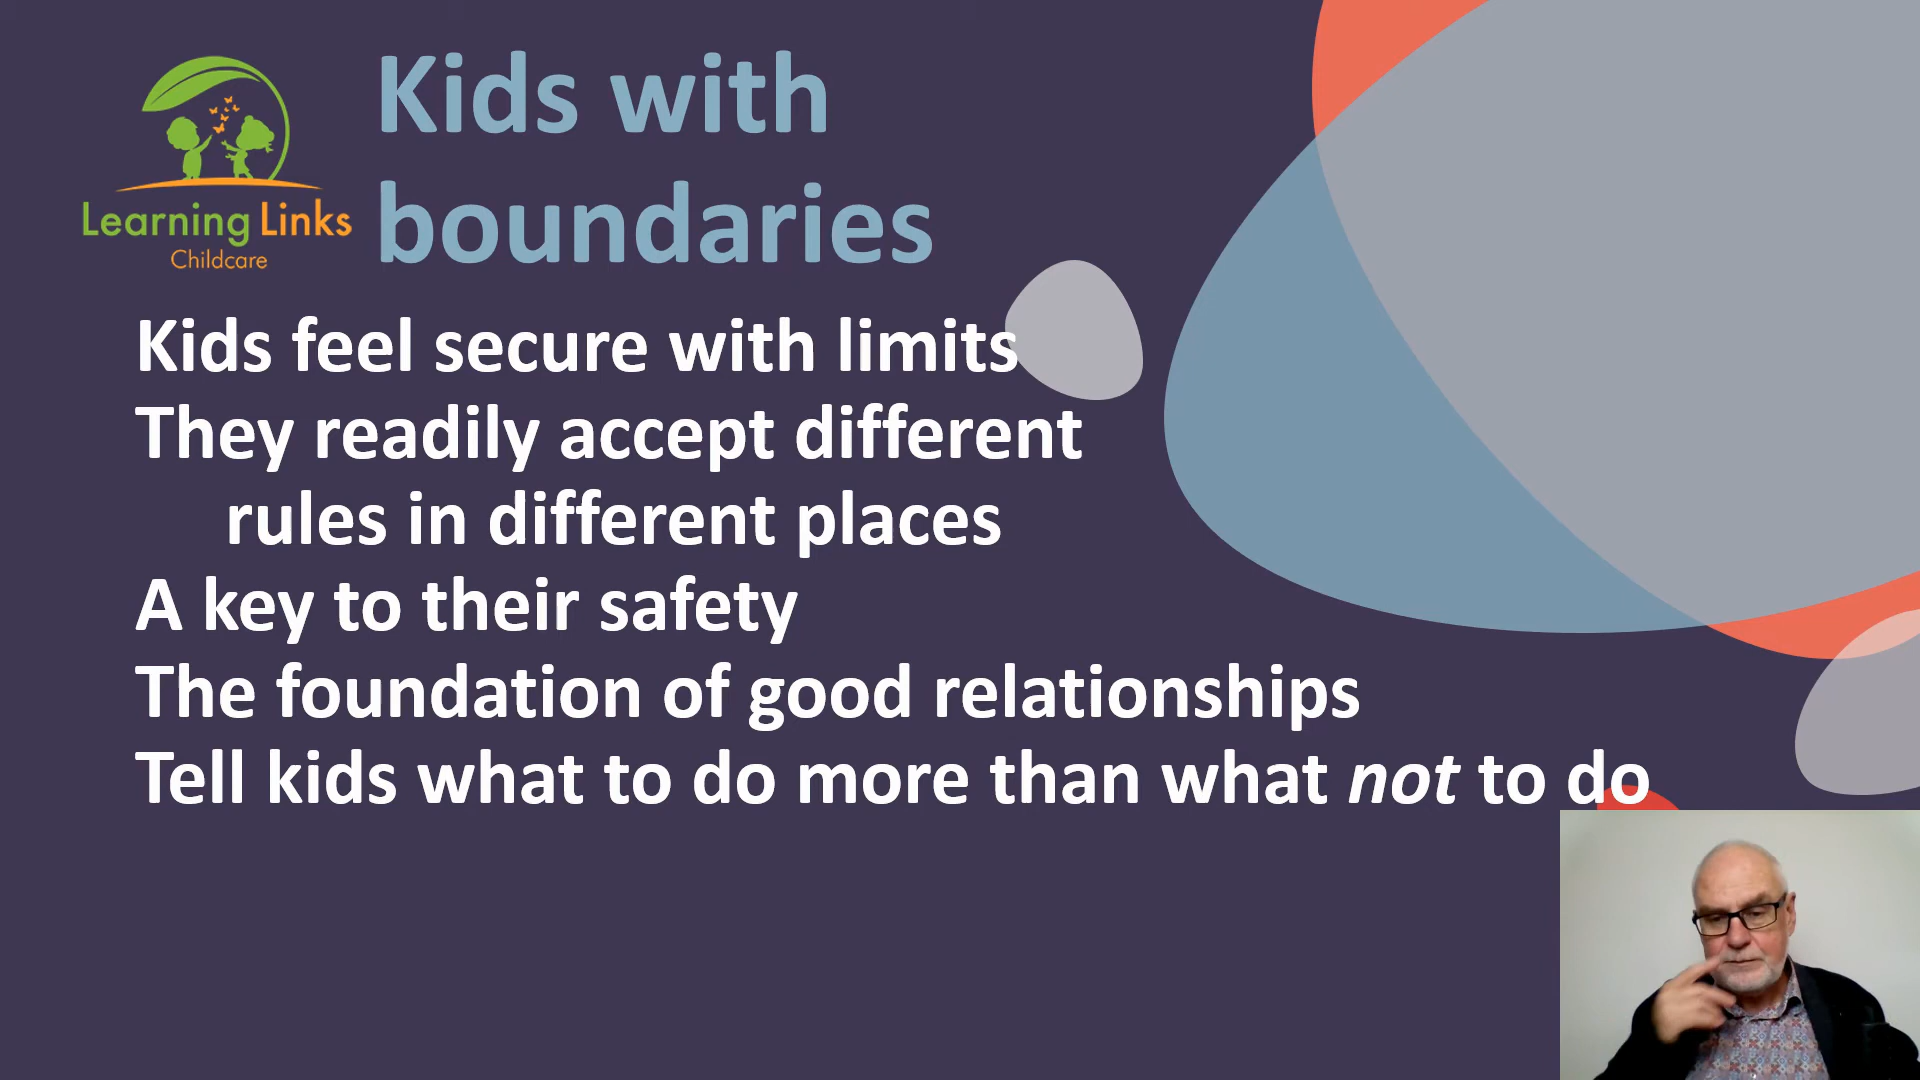 Learning Links
Childcare
Kids with
boundaries
Kids feel secure with limits
They readily accept different
rules in different places
A key to their safety
The foundation of good relationships
Tell kids what to do more than what not to do